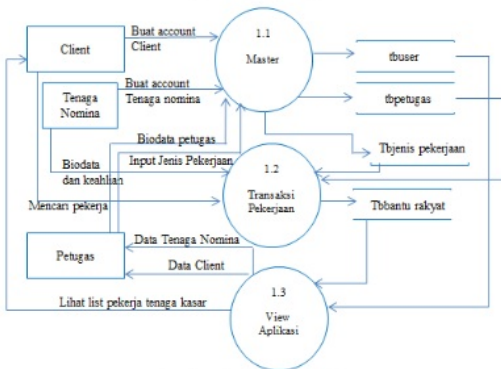 Client
Buat account
Client
1.1
Master
tbuser
Tenaga
Nomina
Buat account
Tenaga nomina
tbpetugas
Biodata petugas
Input Jenis Pekerjaan
Tbjenis pekerjaan
Biodata
dan keahlian
1.2
Transaksi
Pekerjaan
Mencari pekerja
Tbbantu rakyat
Petugas
Data Tenaga Nomina
Data Client
Lihat list pekerja tenaga kasar
1.3
View
Aplikasi